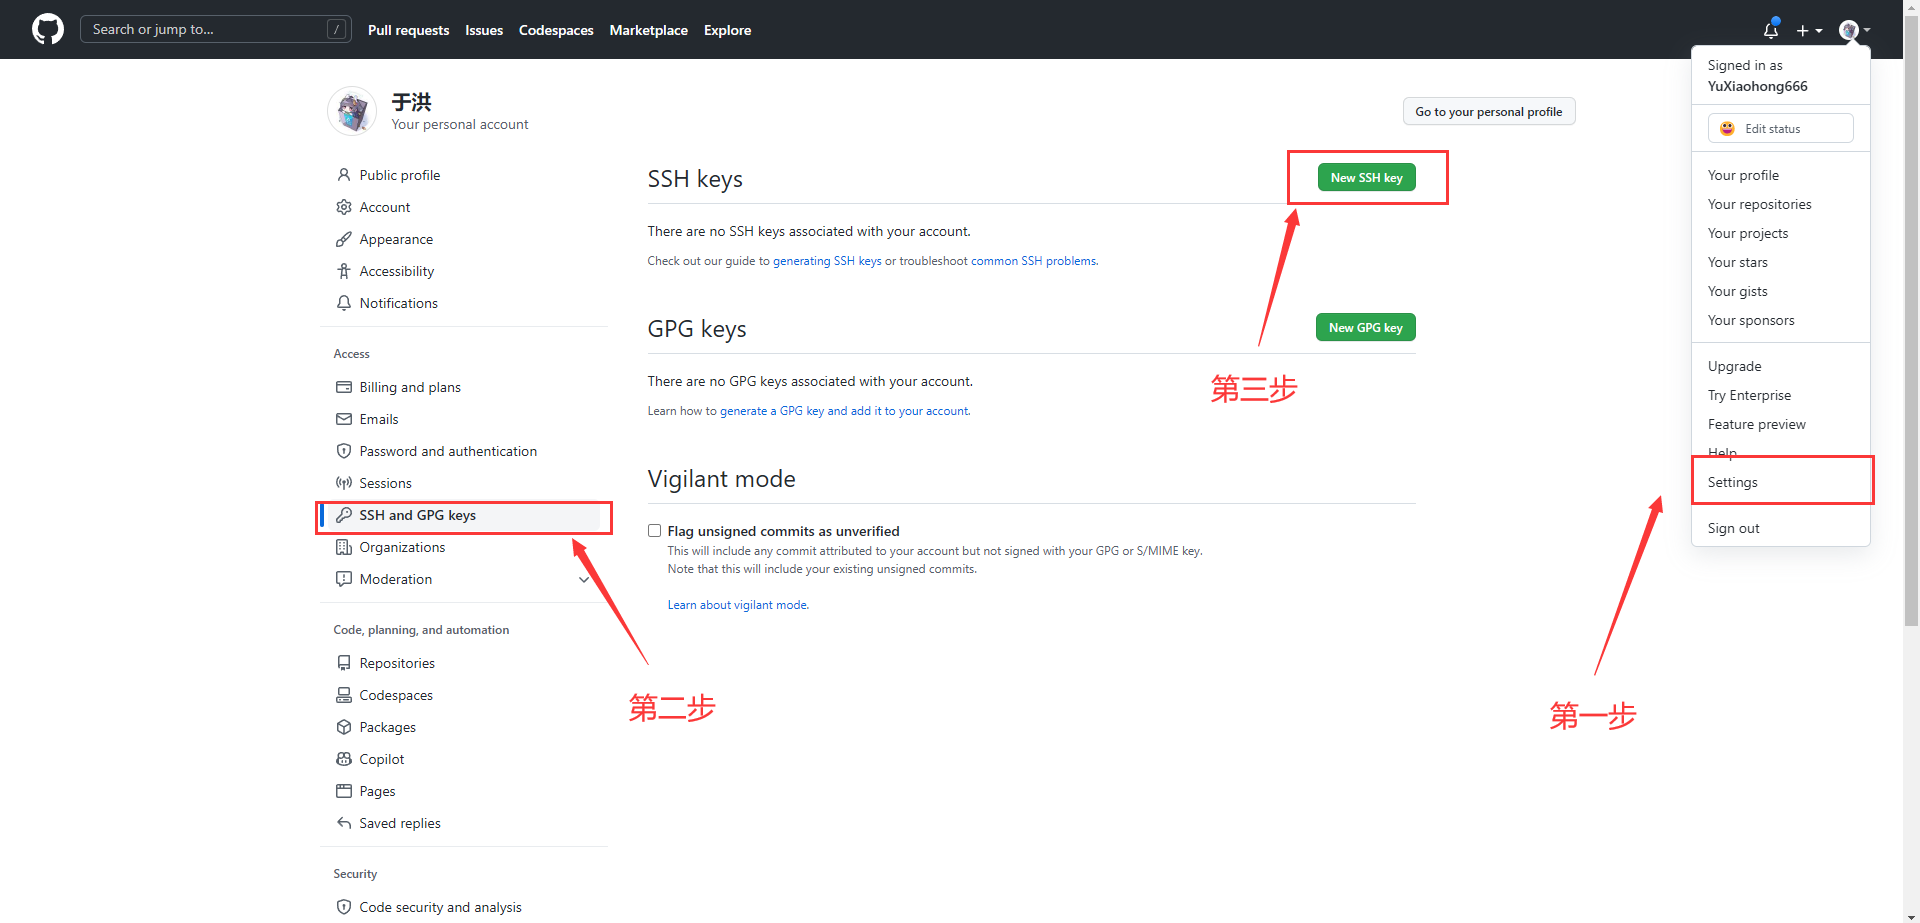 Search or jump to...
/
Pull requests
Issues
Codespaces
Marketplace
Explore
于洪
Your personal account
Go to your personal profile
Public profile
Account
Appearance
Accessibility
Notifications
Access
Billing and plans
Emails
Password and authentication
Sessions
SSH and GPG keys
Organizations
Moderation
Code, planning, and automation
Repositories
Codespaces
Packages
Copilot
Pages
Saved replies
Security
Code security and analysis
SSH keys
New SSH key
There are no SSH keys associated with your account.
Check out our guide to generating SSH keys or troubleshoot common SSH problems.
GPG keys
New GPG key
There are no GPG keys associated with your account.
Learn how to generate a GPG key and add it to your account.
Vigilant mode
Flag unsigned commits as unverified
This will include any commit attributed to your account but not signed with your GPG or S/MIME key.
Note that this will include your existing unsigned commits.
Learn about vigilant mode.
第三步
第二步
第一步
Signed in as
YuXiaohong666
Edit status
Your profile
Your repositories
Your projects
Your stars
Your gists
Your sponsors
Upgrade
Try Enterprise
Feature preview
Help
Settings
Sign out